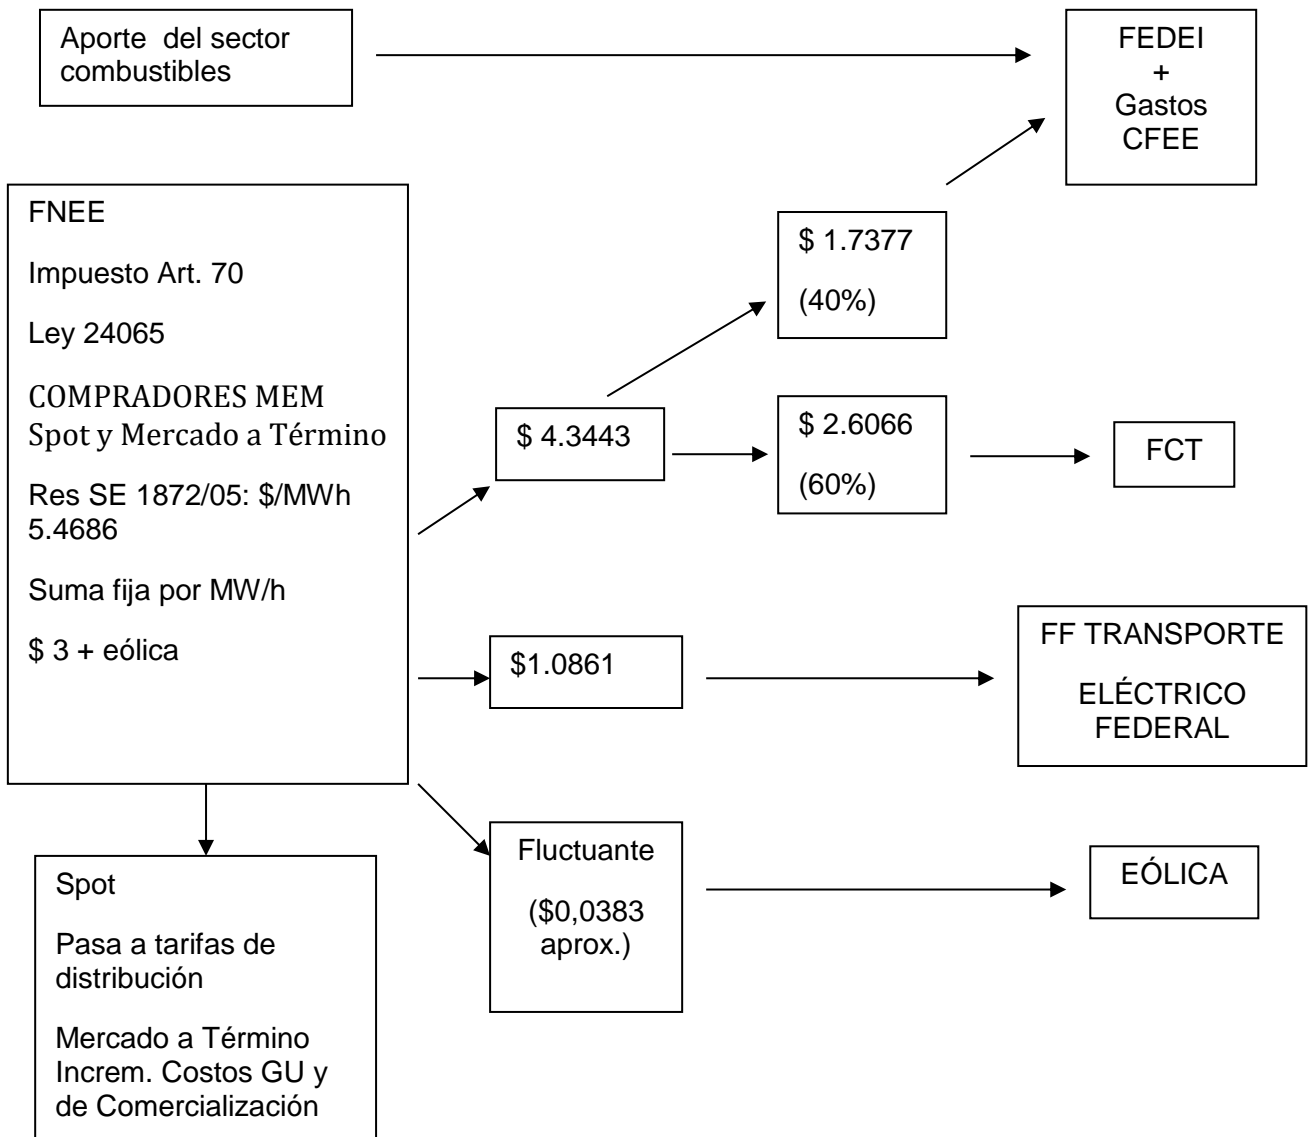 Aporte del sector
combustibles
FEDEI
+
Gastos
CFEE
FNEE
Impuesto Art. 70
Ley 24065
COMPRADORES MEM
Spot y Mercado a Término
Res SE 1872/05: $/MWh
5.4686
Suma fija por MW/h
$ 3 + eólica
$ 1.7377
(40%)
$ 4.3443
$ 2.6066
(60%)
FCT
$1.0861
FF TRANSPORTE
ELÉCTRICO
FEDERAL
Fluctuante
($0,0383
aprox.)
EÓLICA
Spot
Pasa a tarifas de
distribución
Mercado a Término
Increm. Costos GU y
de Comercialización